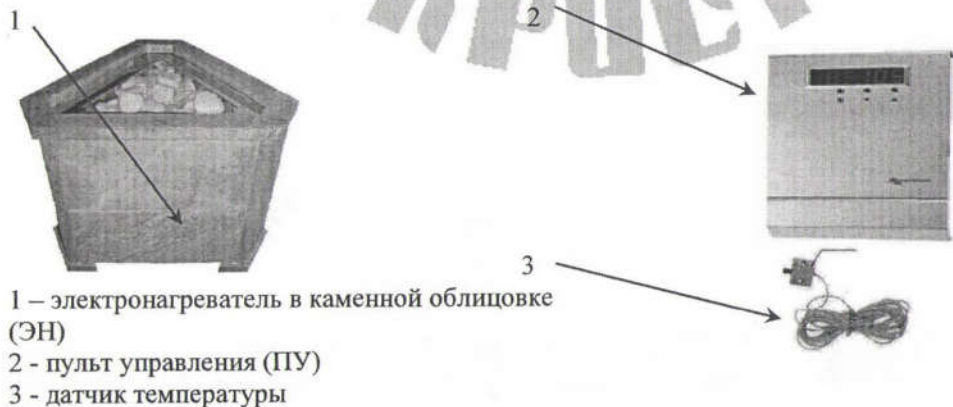 1
2
3
1 – электронагреватель в каменной облицовке
(ЭН)
2 - пульт управления (ПУ)
3 - датчик температуры